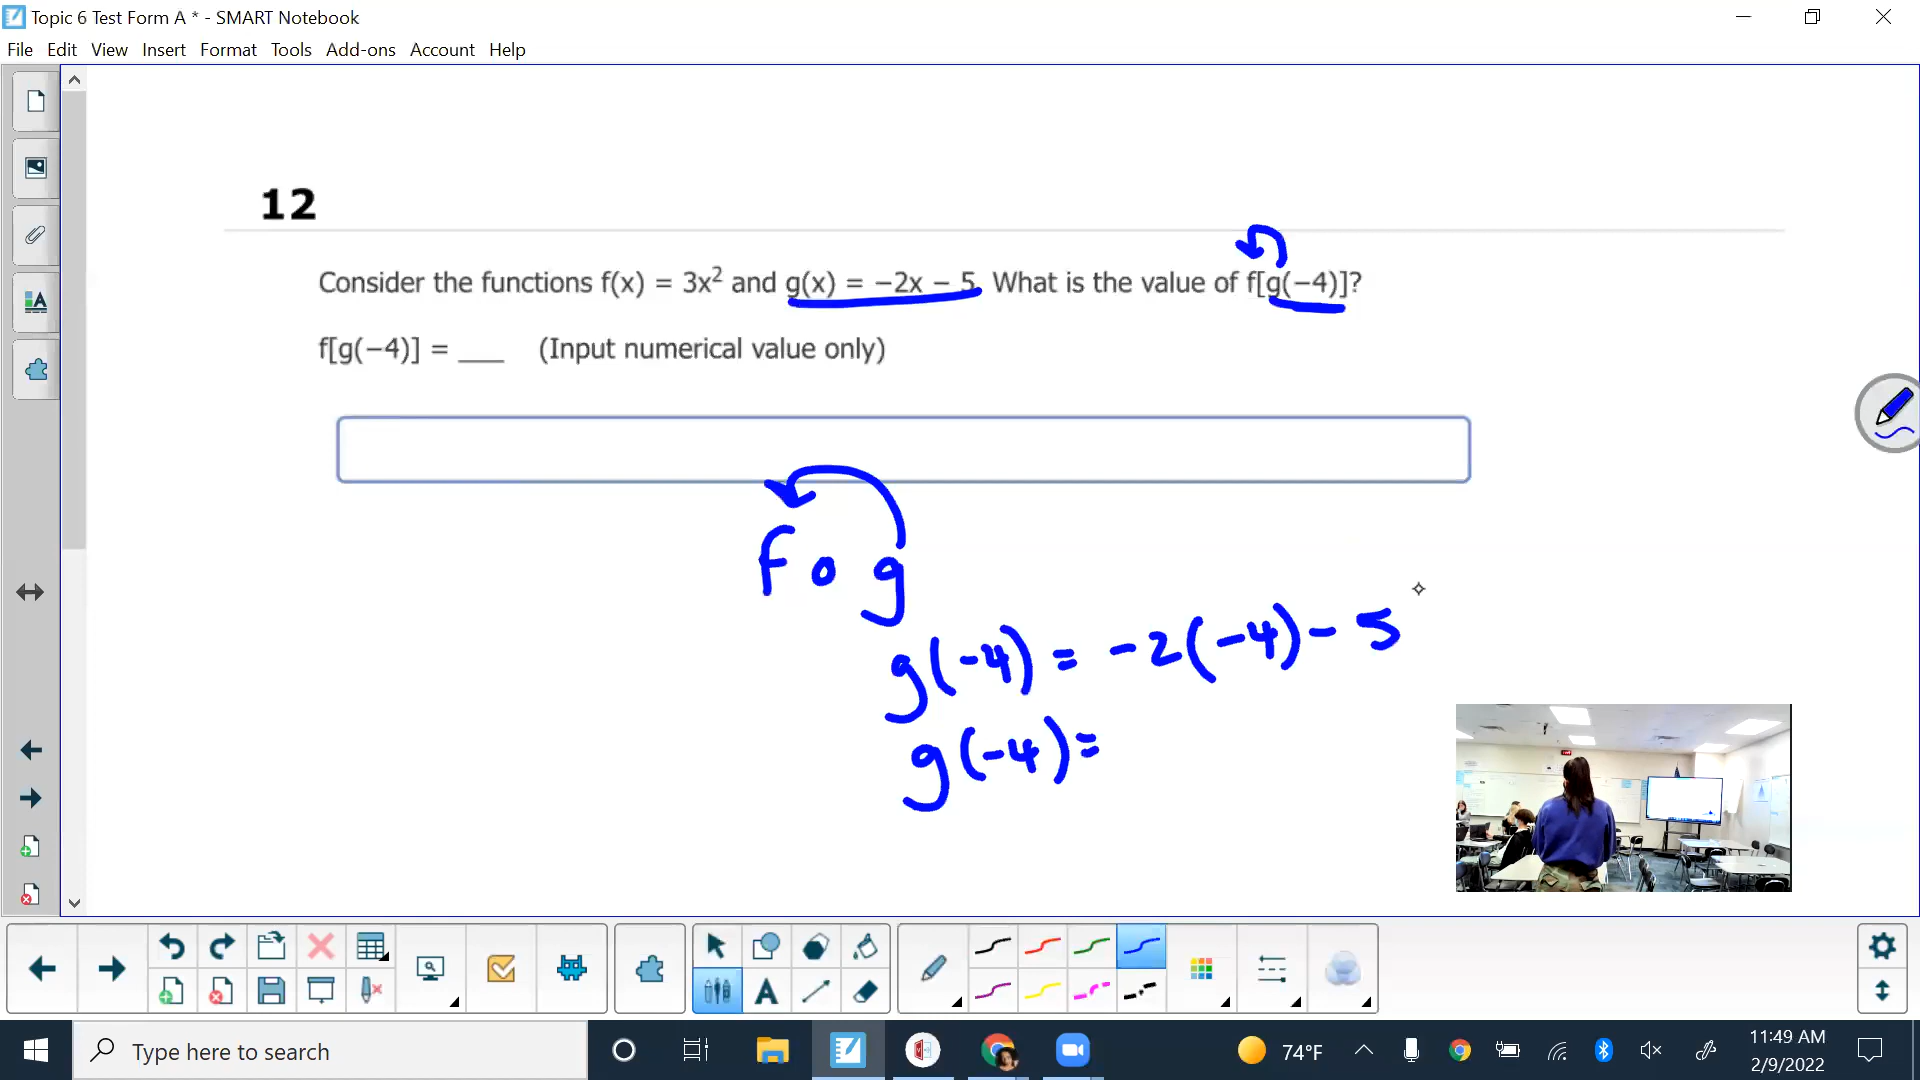 Topic 6 Test Form A * - SMART Notebook
File Edit View Insert Format Tools Add-ons Account Help
12
Consider the functions f(x) = 3x² and g(x) = −2x − 5. What is the value of f[g(−4)]?
f[g(−4)] = ___ (Input numerical value only)
f o g
g(-4) = -2(-4) - 5
g(-4) =
Type here to search
74°F
11:49 AM
2/9/2022